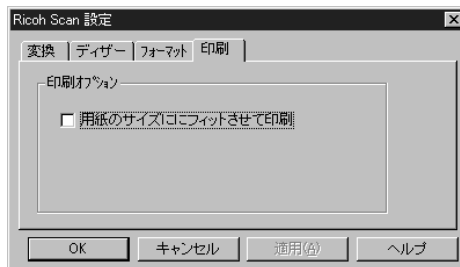 Ricoh Scan 設定
変換 ディザー フォーマット 印刷
印刷オプション
用紙のサイズににフィットさせて印刷
OK キャンセル 適用(A) ヘルプ